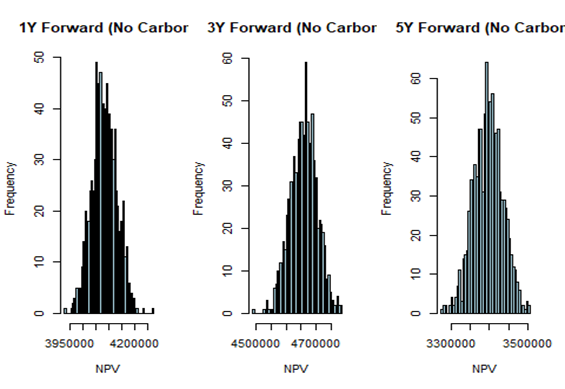 1Y Forward (No Carbor
3Y Forward (No Carbor
5Y Forward (No Carbor
Frequency
0
10
20
30
40
50
3950000
4200000
NPV
Frequency
0
10
20
30
40
50
60
4500000
4700000
NPV
Frequency
0
10
20
30
40
50
60
3300000
3500000
NPV